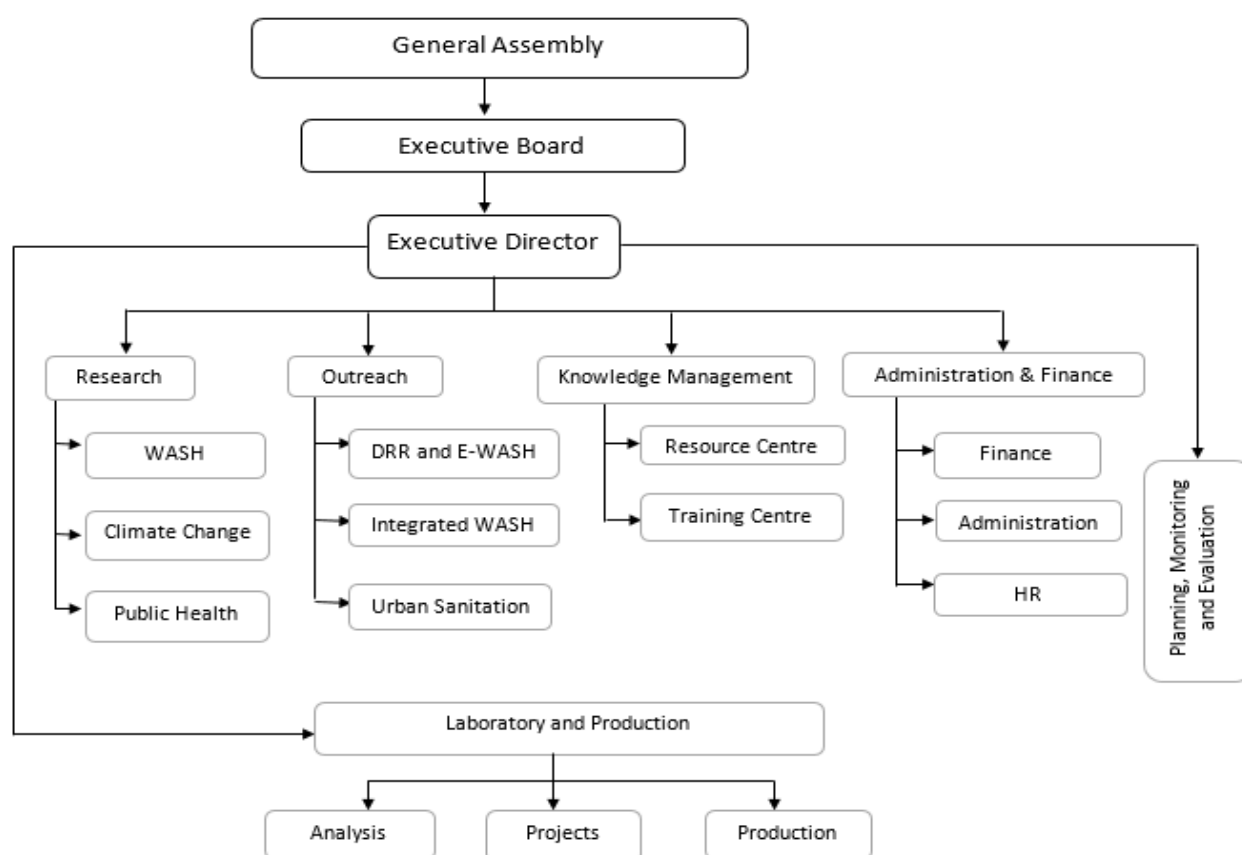 General Assembly
Executive Board
Executive Director
Research
Outreach
Knowledge Management
Administration & Finance
WASH
Climate Change
Public Health
DRR and E-WASH
Integrated WASH
Urban Sanitation
Resource Centre
Training Centre
Finance
Administration
HR
Planning, Monitoring
and Evaluation
Laboratory and Production
Analysis
Projects
Production